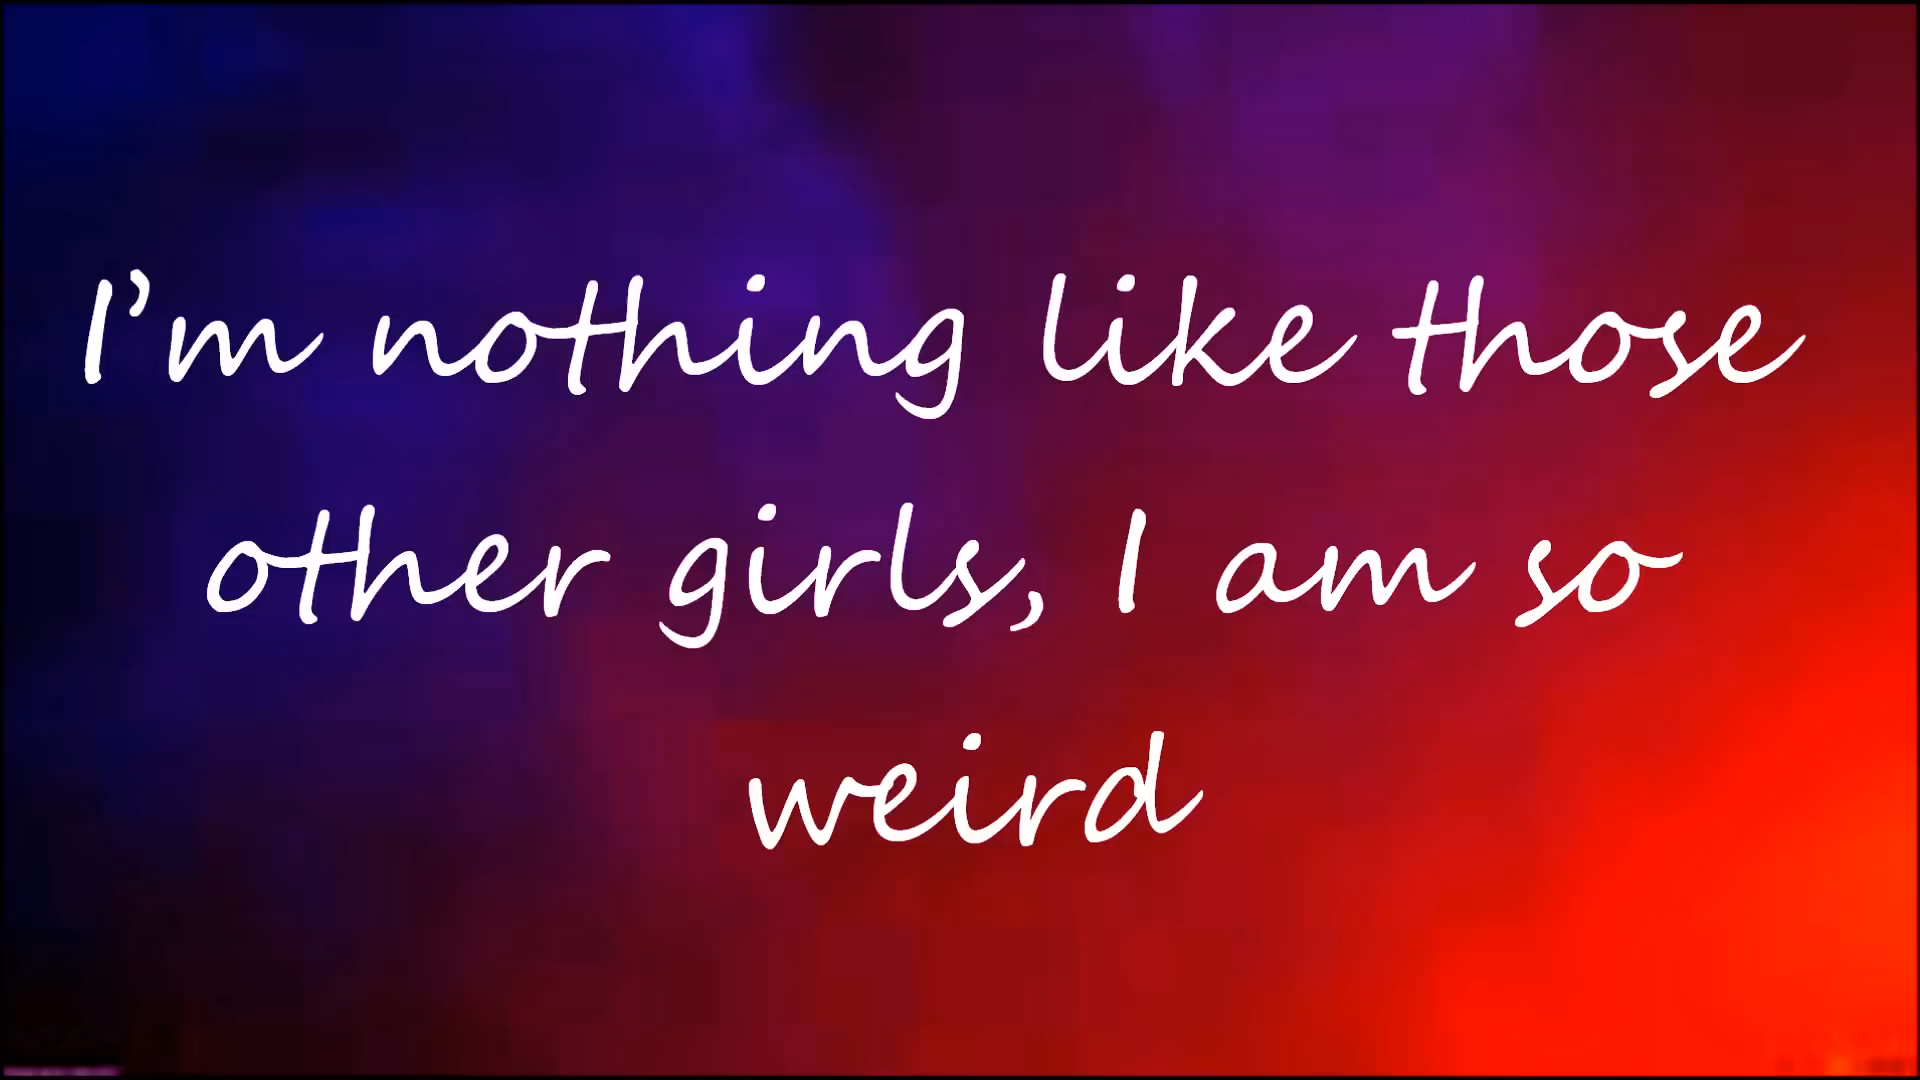 I’m nothing like those
other girls, I am so
weird